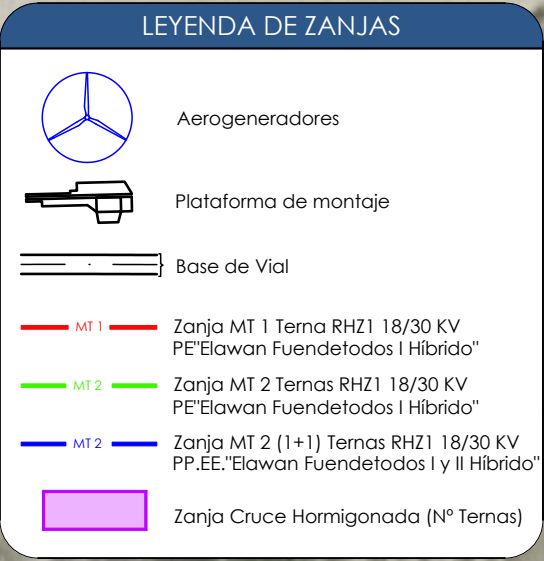 LEYENDA DE ZANJAS
Aerogeneradores
Plataforma de montaje
Base de Vial
MT 1
Zanja MT 1 Terna RHZ1 18/30 KV
PE"Elawan Fuendetodos I Híbrido"
MT 2
Zanja MT 2 Ternas RHZ1 18/30 KV
PE"Elawan Fuendetodos I Híbrido"
MT 2
Zanja MT 2 (1+1) Ternas RHZ1 18/30 KV
PP.EE."Elawan Fuendetodos I y II Híbrido"
Zanja Cruce Hormigonada (Nº Ternas)